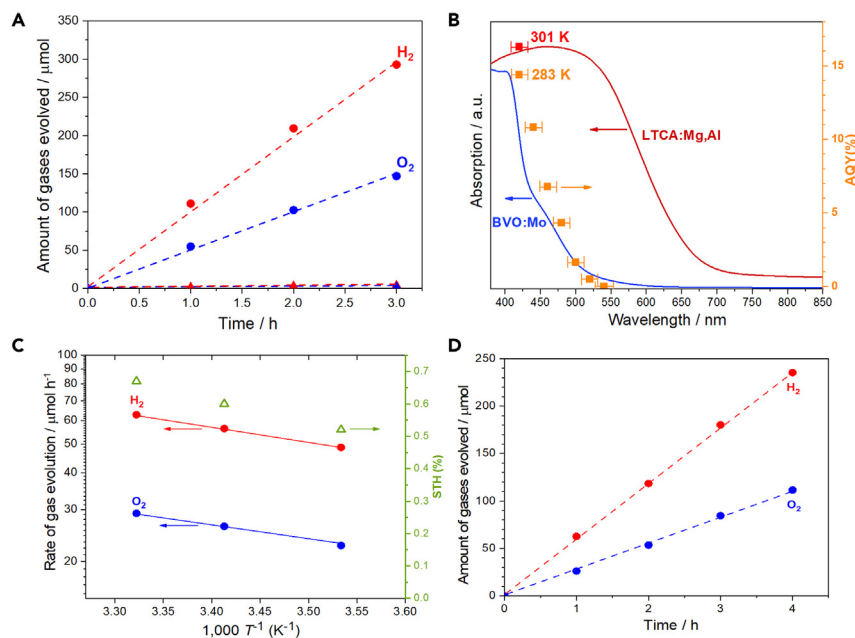 A
Amount of gases evolved / μmol
350
300
250
200
150
100
50
0
H2
O2
0.0 0.5 1.0 1.5 2.0 2.5 3.0
Time / h
B
Absorption / a.u.
301 K
283 K
LTCA:Mg,Al
BVO:Mo
15
10
5
0
AQY(%)
400 450 500 550 600 650 700 750 800 850
Wavelength / nm
C
Rate of gas evolution / μmol h-1
100
90
80
70
60
50
40
30
20
H2
O2
0.7
0.6
0.5
0.4
0.3
0.2
0.1
0.0
STH (%)
3.30 3.35 3.40 3.45 3.50 3.55 3.60
1,000 T-1 (K-1)
D
Amount of gases evolved / μmol
250
200
150
100
50
0
H2
O2
0 1 2 3 4
Time / h